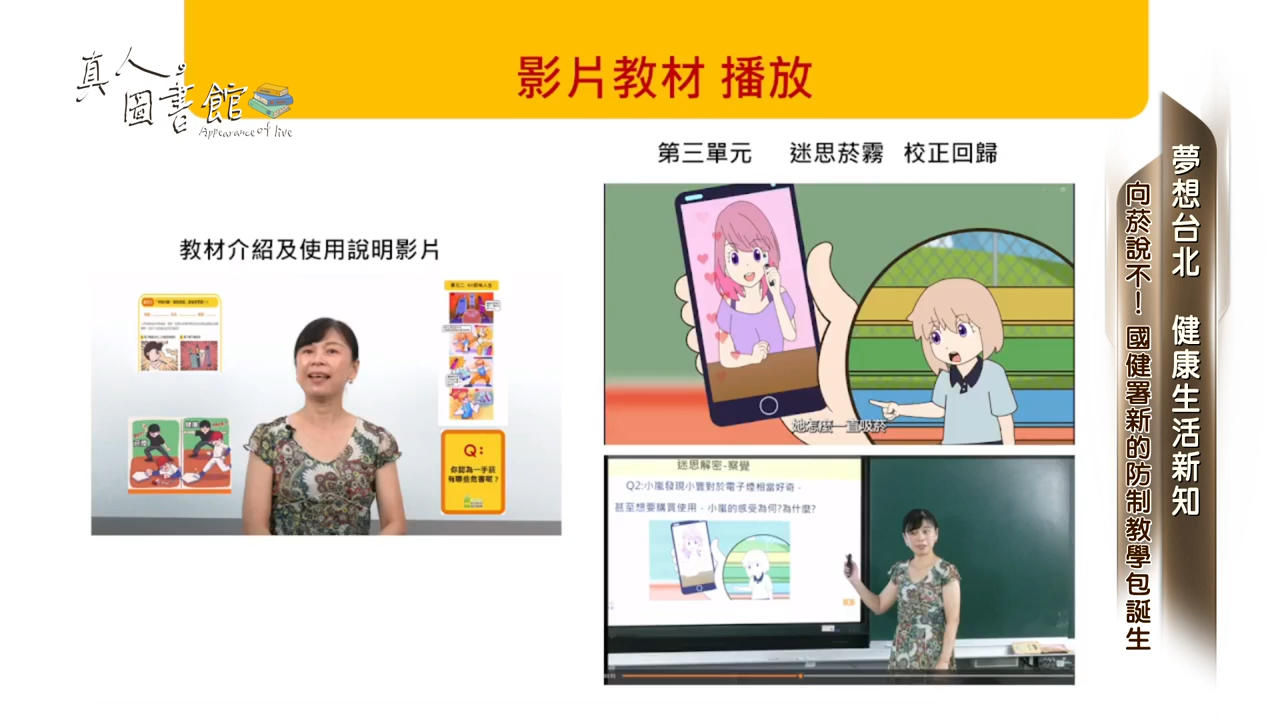 真人圖書館
Appearance of live
影片教材 播放
第三單元 迷思菸霧 校正回歸
教材介紹及使用說明影片
Q:
你認為一手菸
有哪些危害呢？
她怎麼一直吸菸
迷思解密-察覺
Q2:小嵐發現小豐對於電子煙相當好奇，
甚至想要購買使用，小嵐的感受為何?為什麼?
夢想台北 健康生活新知
向菸說不！國健署新的防制教學包誕生